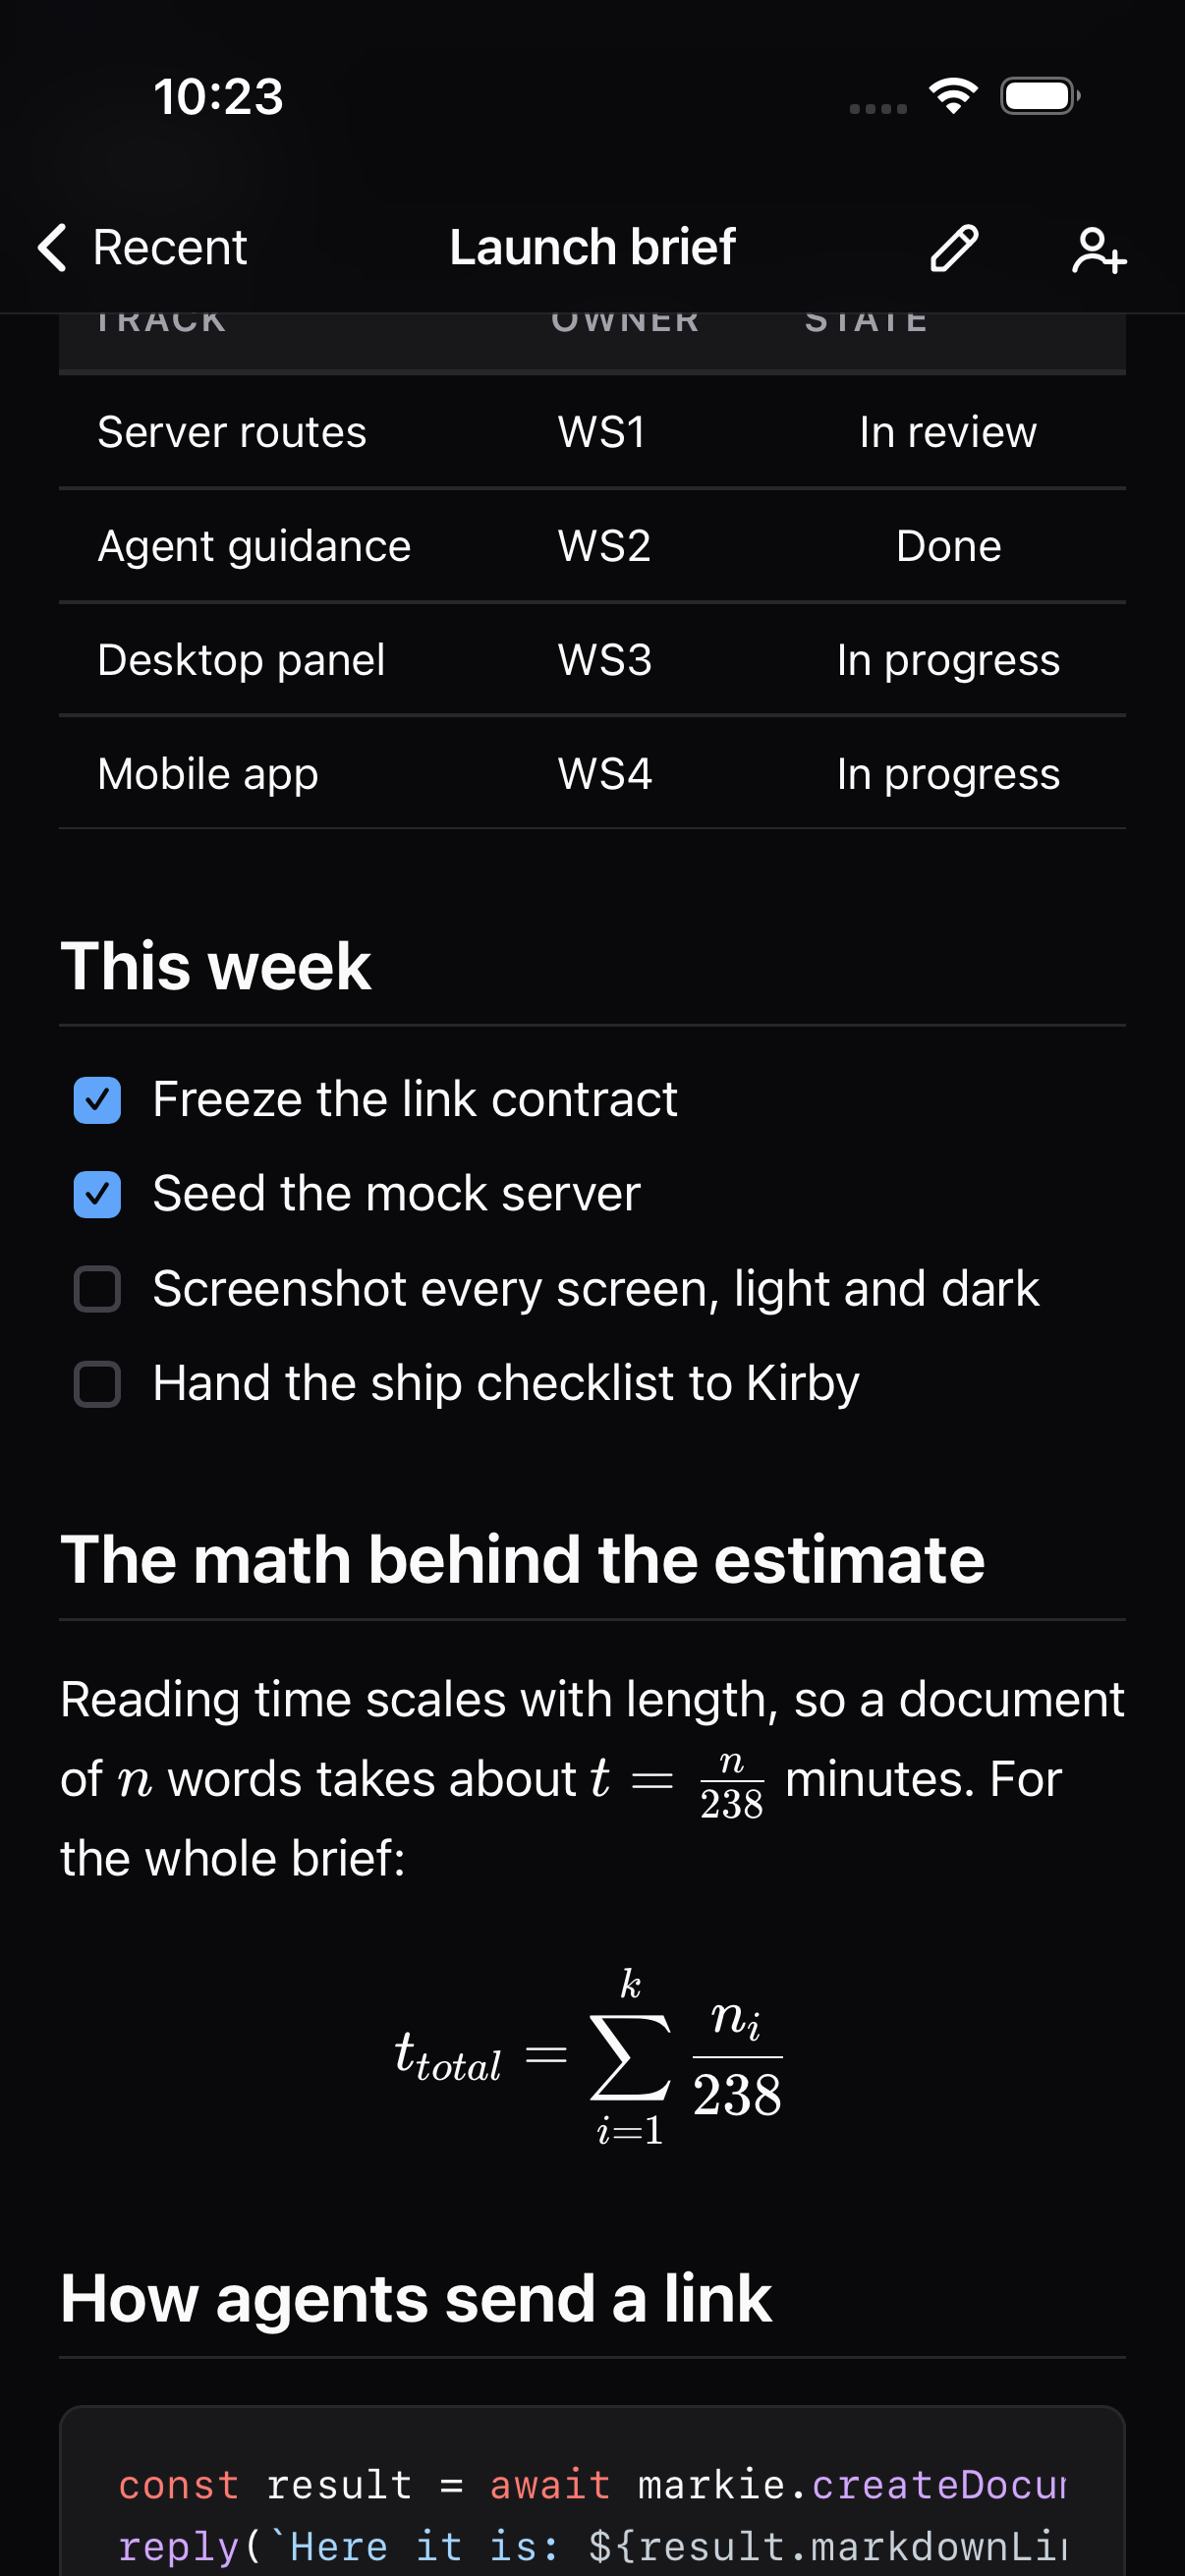 10:23
Recent
Launch brief
TRACK OWNER STATE
Server routes WS1 In review
Agent guidance WS2 Done
Desktop panel WS3 In progress
Mobile app WS4 In progress
This week
Freeze the link contract
Seed the mock server
Screenshot every screen, light and dark
Hand the ship checklist to Kirby
The math behind the estimate
Reading time scales with length, so a document
of n words takes about t = n/238 minutes. For
the whole brief:
t_total = ∑_{i=1}^{k} n_i/238
How agents send a link
const result = await markie.createDocu
reply(`Here it is: ${result.markdownLi